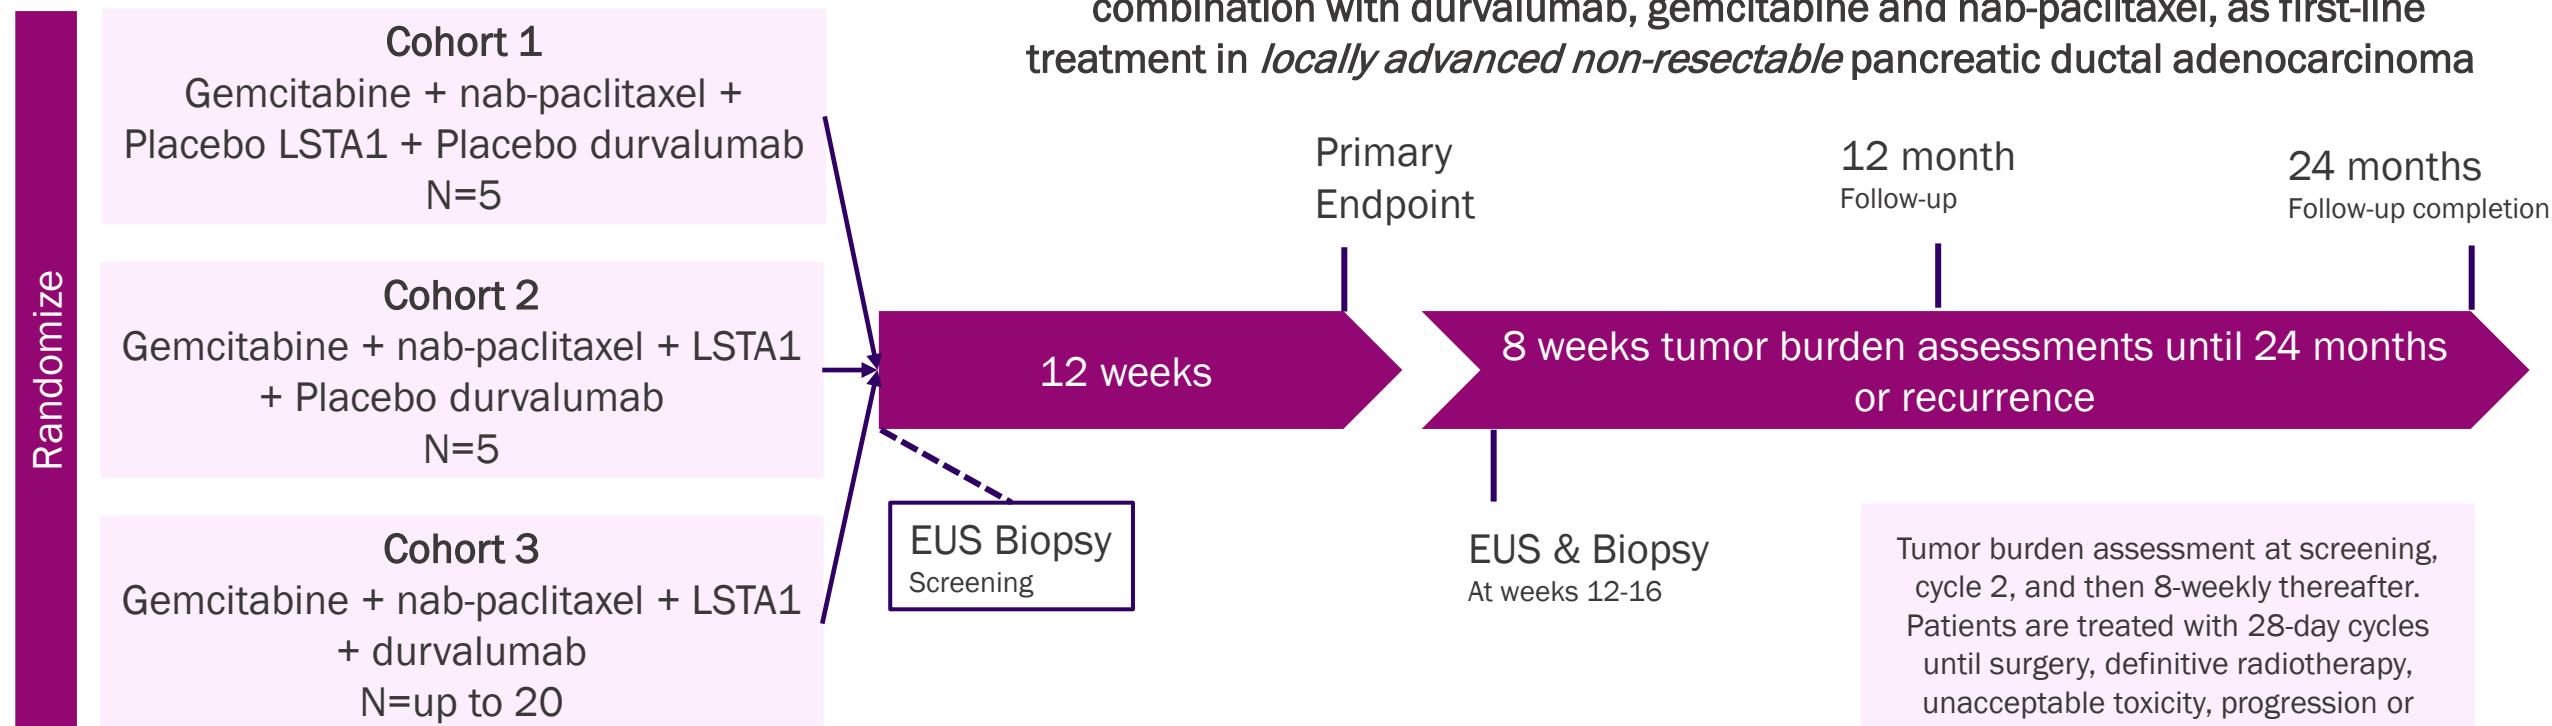 combination with durvalumab, gemcitabine and nab-paclitaxel, as first-line
treatment in locally advanced non-resectable pancreatic ductal adenocarcinoma
Randomize
Cohort 1
Gemcitabine + nab-paclitaxel +
Placebo LSTA1 + Placebo durvalumab
N=5
Cohort 2
Gemcitabine + nab-paclitaxel + LSTA1
+ Placebo durvalumab
N=5
Cohort 3
Gemcitabine + nab-paclitaxel + LSTA1
+ durvalumab
N=up to 20
Primary
Endpoint
12 month
Follow-up
24 months
Follow-up completion
12 weeks
8 weeks tumor burden assessments until 24 months
or recurrence
EUS Biopsy
Screening
EUS & Biopsy
At weeks 12-16
Tumor burden assessment at screening,
cycle 2, and then 8-weekly thereafter.
Patients are treated with 28-day cycles
until surgery, definitive radiotherapy,
unacceptable toxicity, progression or